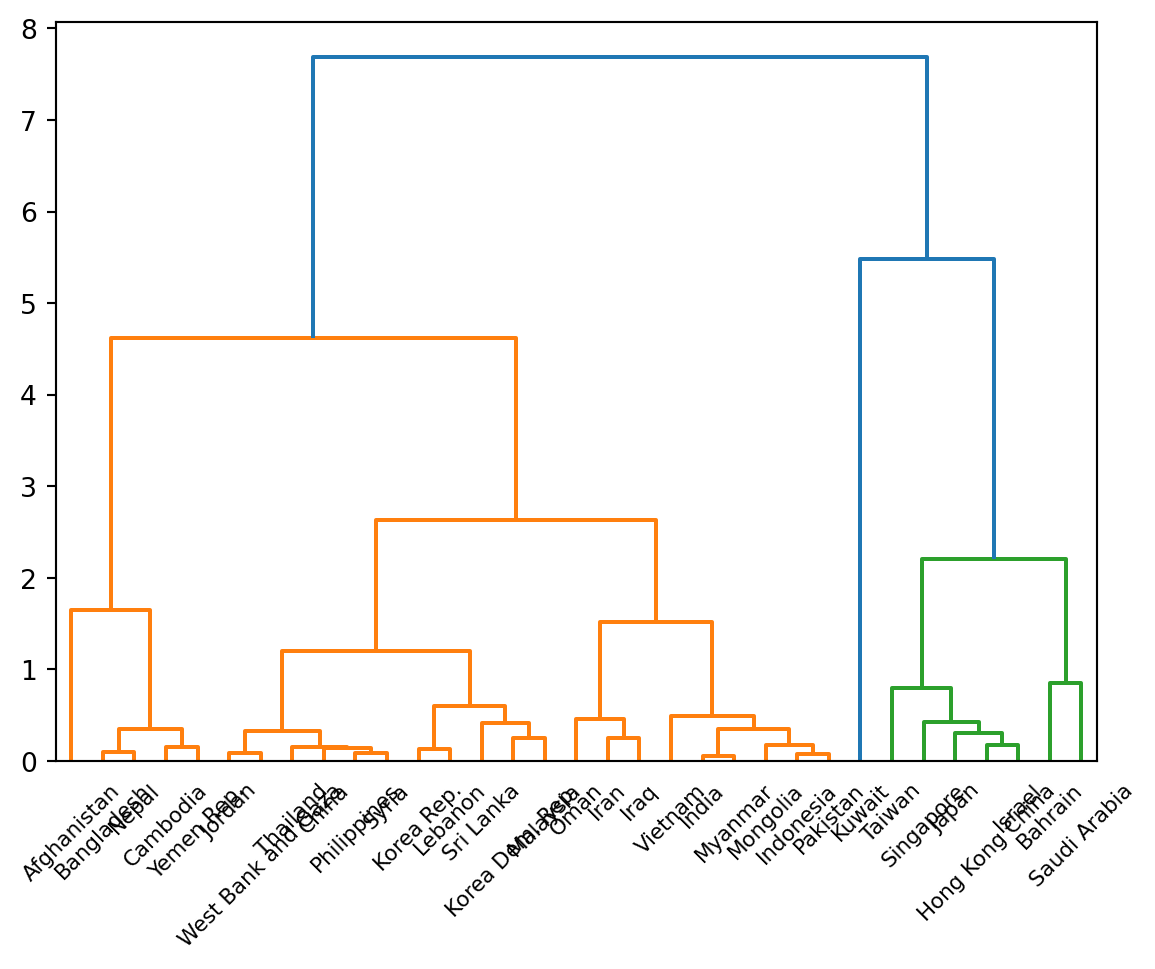 8
7
6
5
4
3
2
1
0
Afghanistan
Bangladesh
Nepal
Cambodia
Yemen Rep.
Jordan
Thailand
West Bank and Gaza
China
Philippines
Syria
Korea Rep.
Lebanon
Sri Lanka
Korea Dem. Rep.
Malaysia
Oman
Iran
Iraq
Vietnam
India
Myanmar
Mongolia
Indonesia
Pakistan
Kuwait
Taiwan
Singapore
Japan
Hong Kong China
Israel
Bahrain
Saudi Arabia